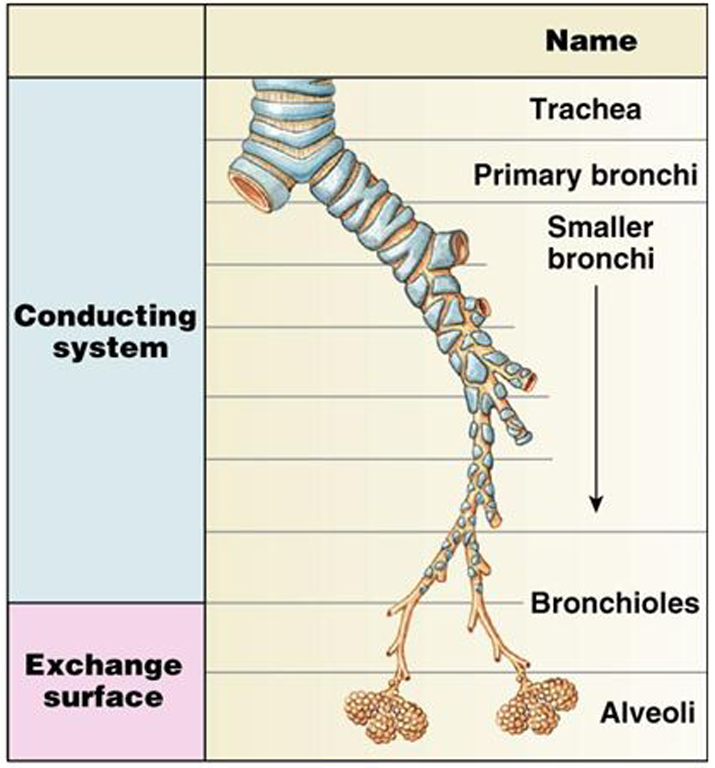 Name
Trachea
Primary bronchi
Smaller
bronchi
Conducting
system
Bronchioles
Exchange
surface
Alveoli